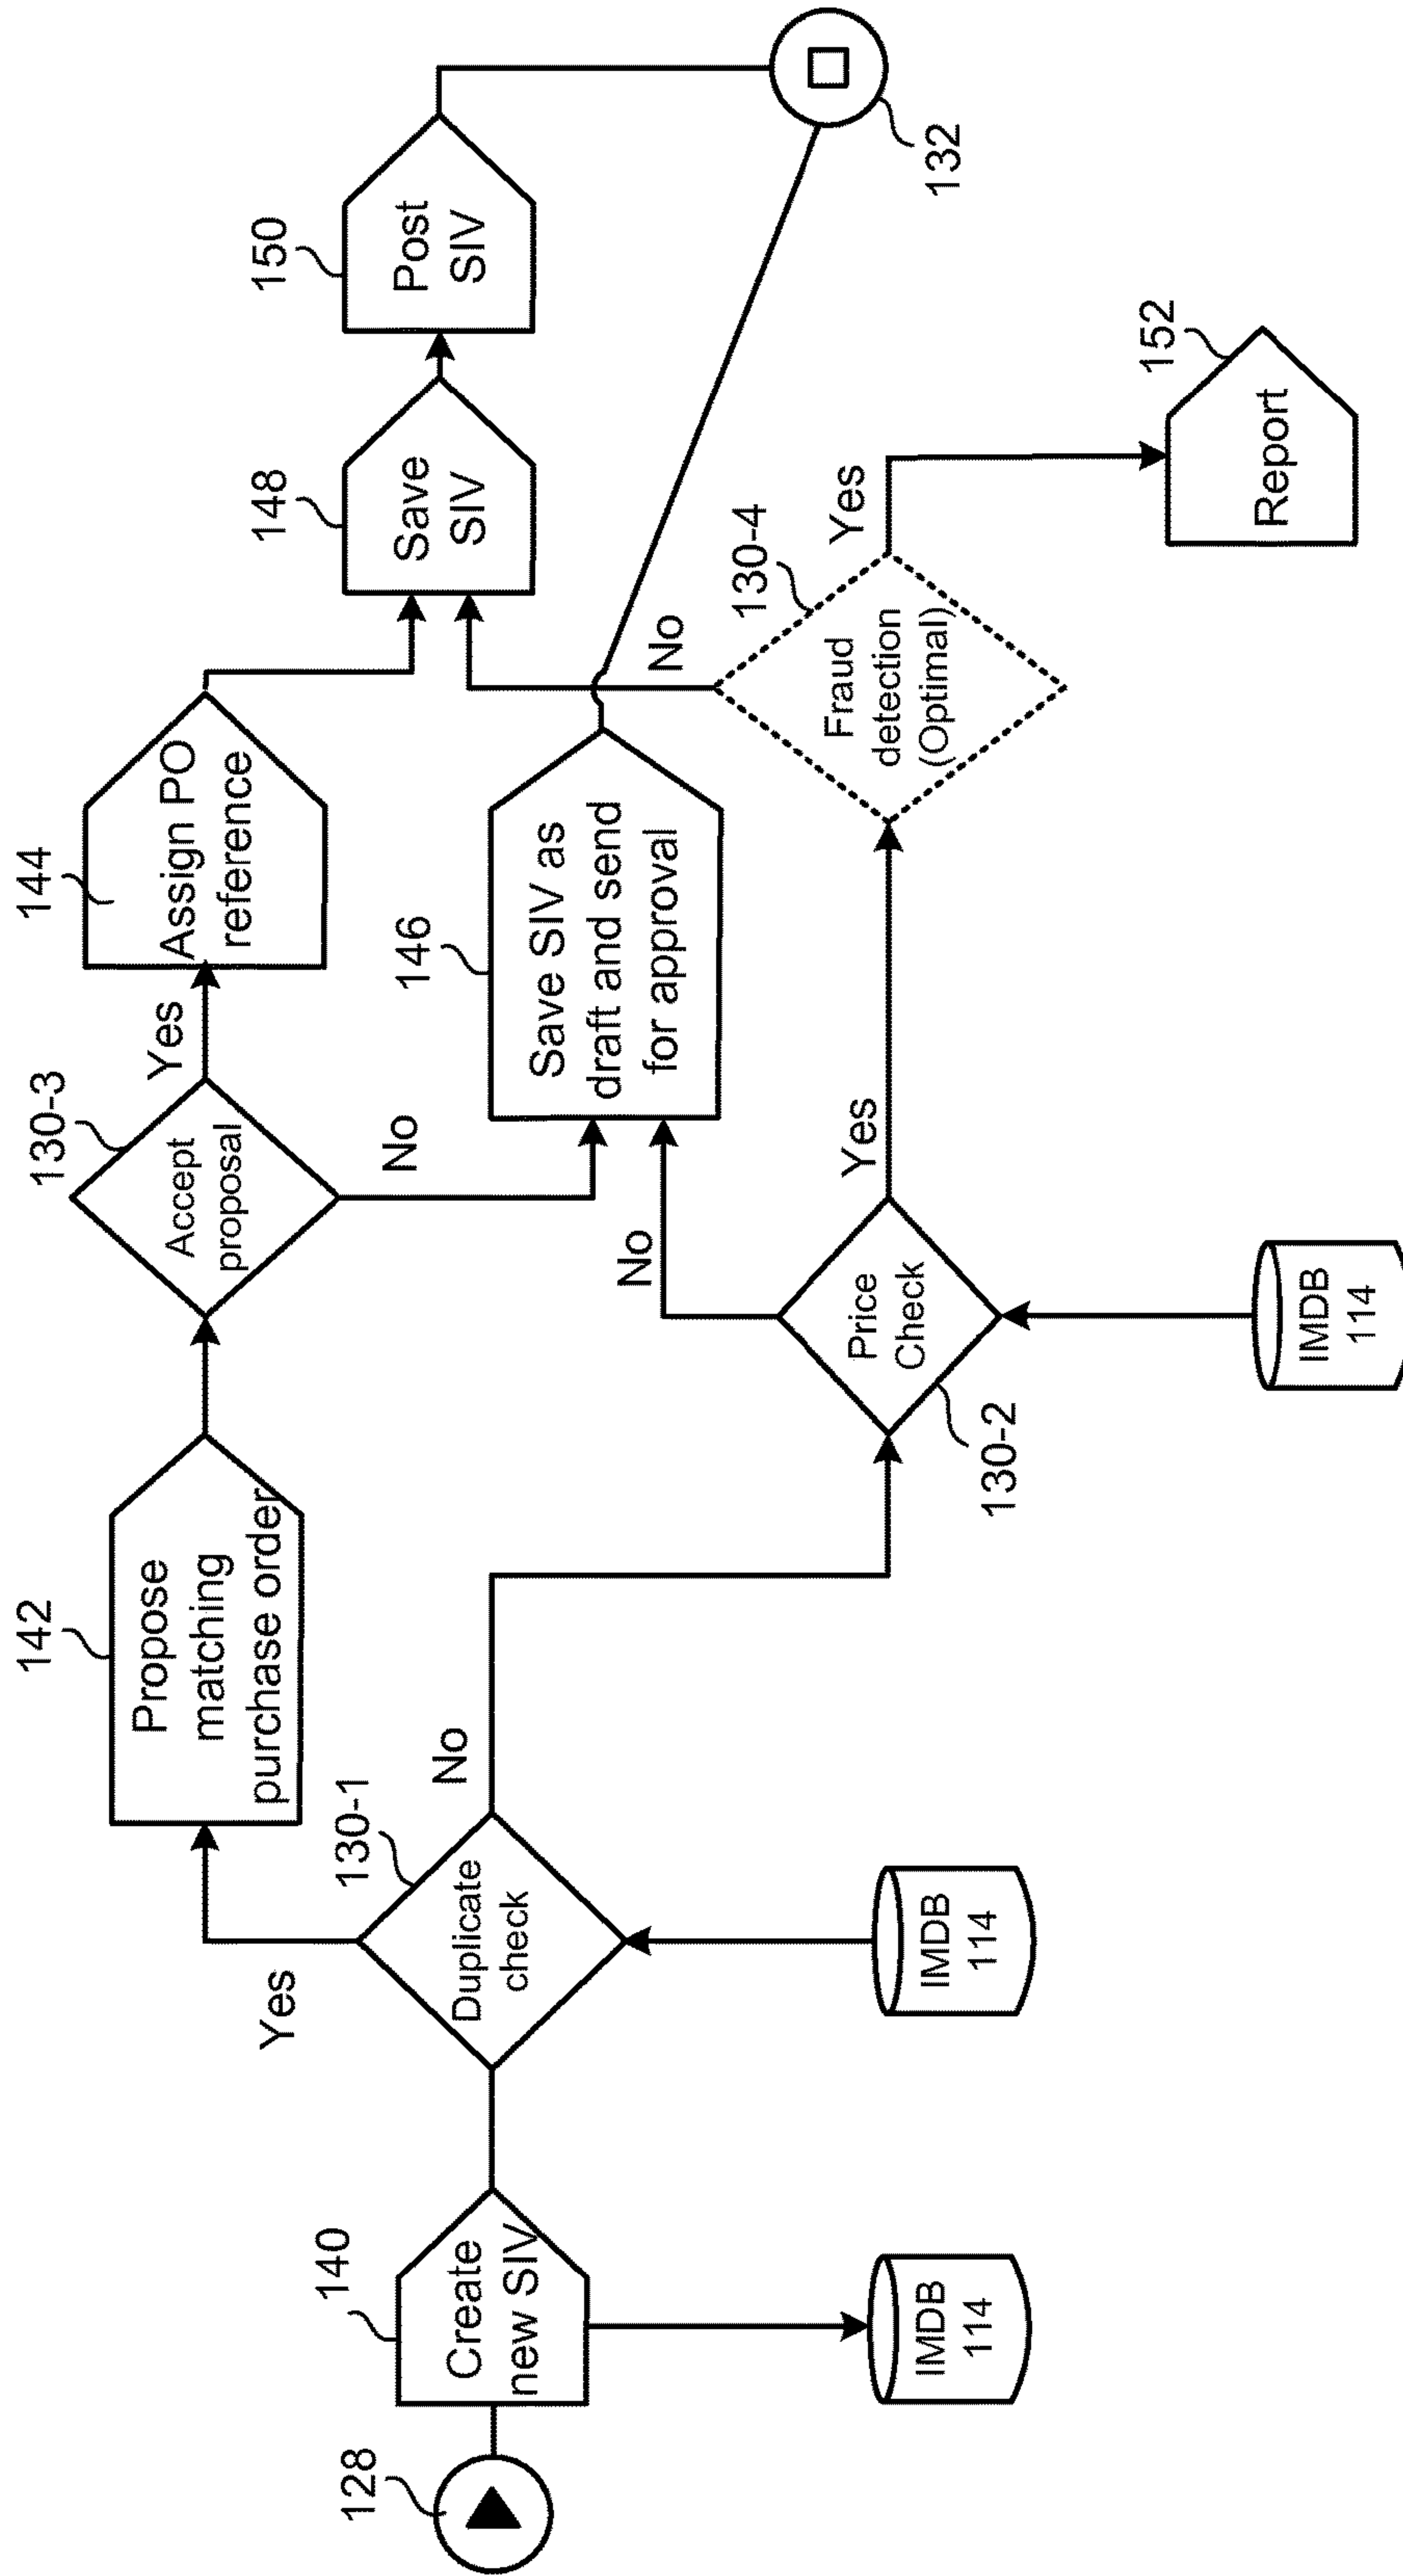 142
Propose
matching
purchase order
130-3
Accept
proposal
Yes
No
144
Assign PO
reference
148
Save
SIV
150
Post
SIV
128
140
Create
new SIV
Yes
130-1
Duplicate
check
No
146
Save SIV as
draft and send
for approval
No
132
No
Price
Check
130-2
Yes
130-4
Fraud
detection
(Optimal)
Yes
152
Report
IMDB
114
IMDB
114
IMDB
114